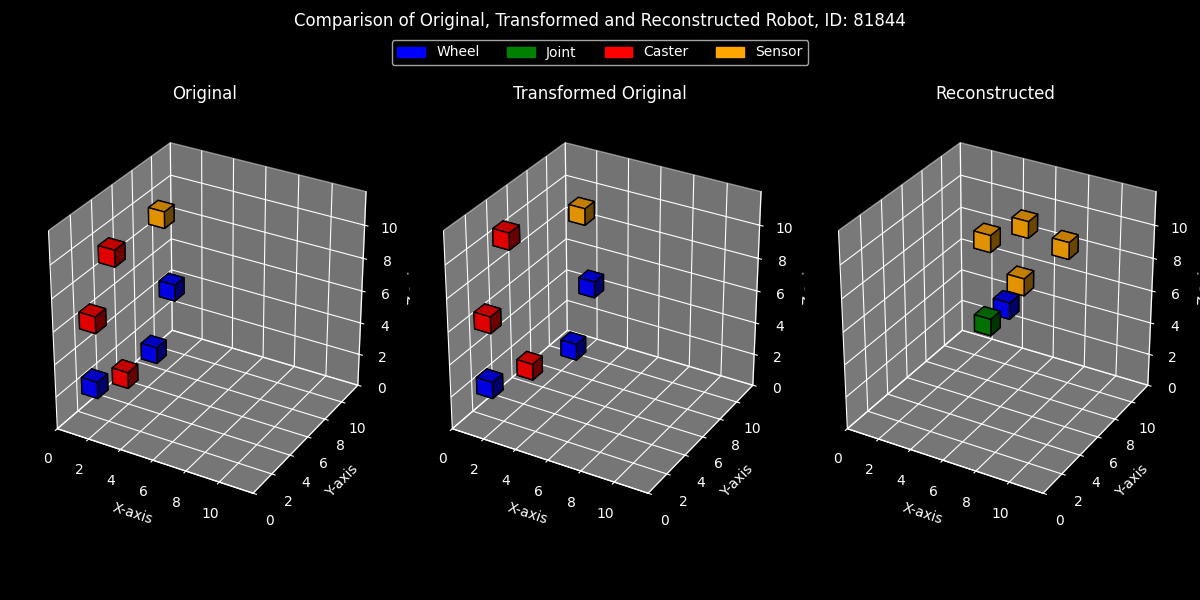 Comparison of Original, Transformed and Reconstructed Robot, ID: 81844
Wheel Joint Caster Sensor
Original
Transformed Original
Reconstructed
0 2 4 6 8 10
X-axis
0 2 4 6 8 10
Y-axis
0 2 4 6 8 10
0 2 4 6 8 10
X-axis
0 2 4 6 8 10
Y-axis
0 2 4 6 8 10
0 2 4 6 8 10
X-axis
0 2 4 6 8 10
Y-axis
0 2 4 6 8 10